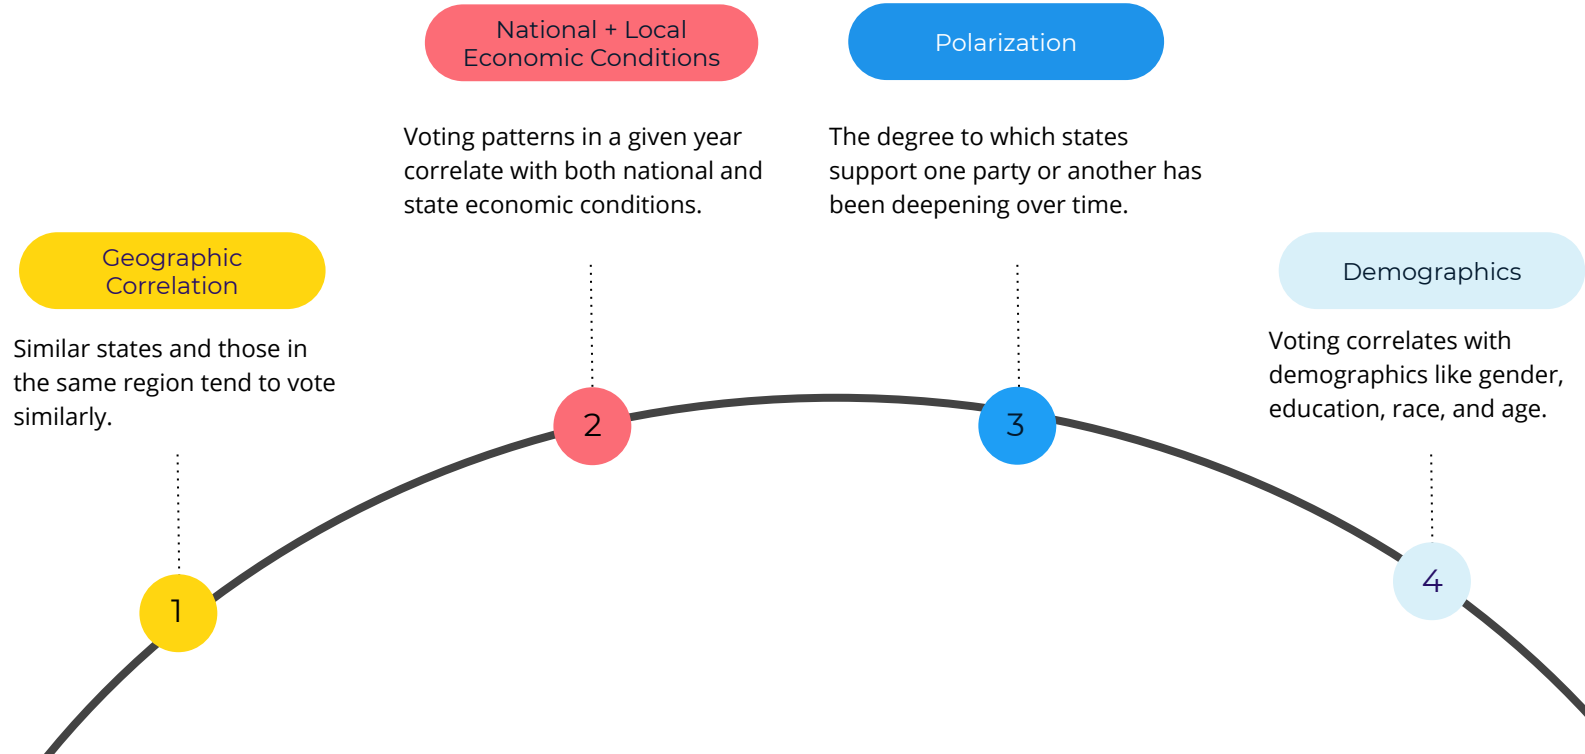 Geographic
Correlation
Similar states and those in
the same region tend to vote
similarly.
1
National + Local
Economic Conditions
Voting patterns in a given year
correlate with both national and
state economic conditions.
2
Polarization
The degree to which states
support one party or another has
been deepening over time.
3
Demographics
Voting correlates with
demographics like gender,
education, race, and age.
4